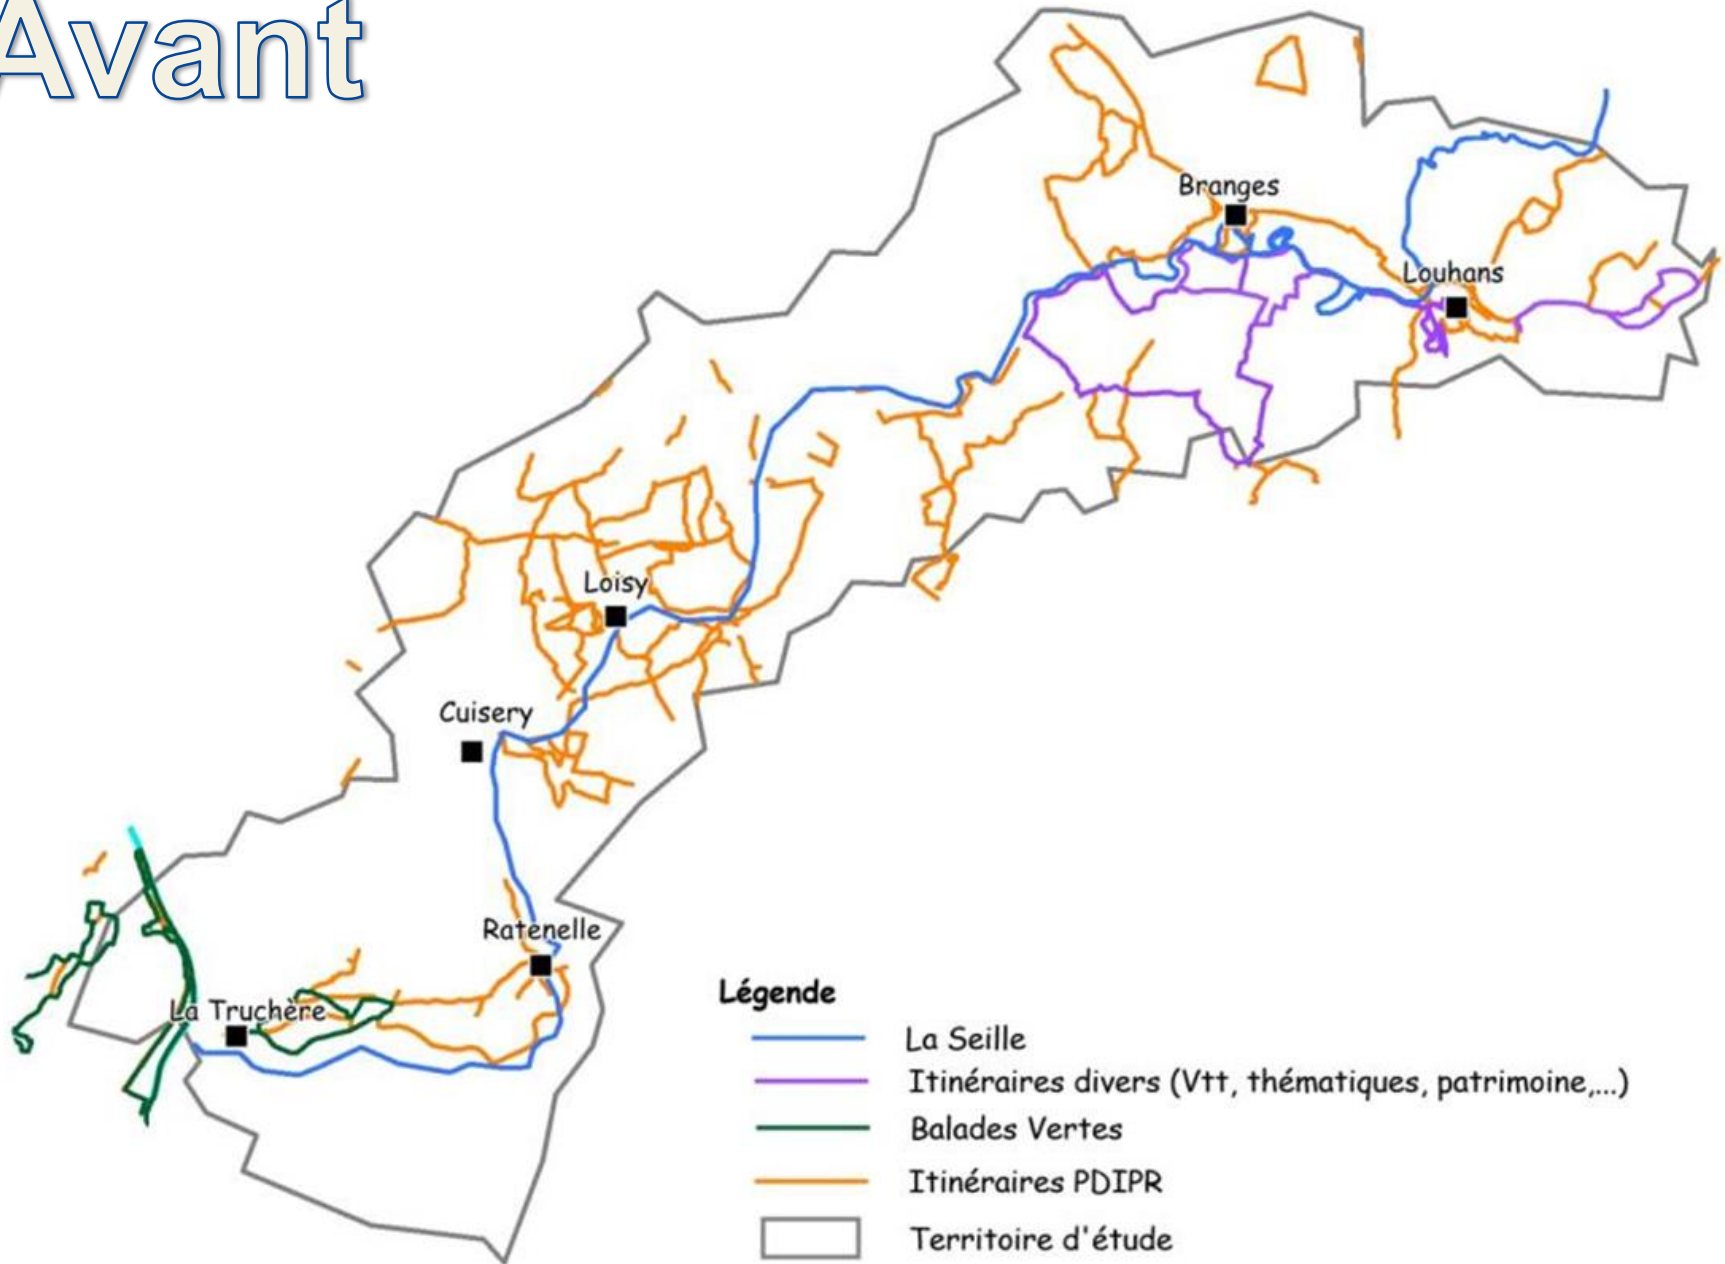 Avant
Branges
Louhans
Loisy
Cuisery
Ratenelle
La Truchère
Légende
La Seille
Itinéraires divers (Vtt, thématiques, patrimoine,...)
Balades Vertes
Itinéraires PDIPR
Territoire d'étude